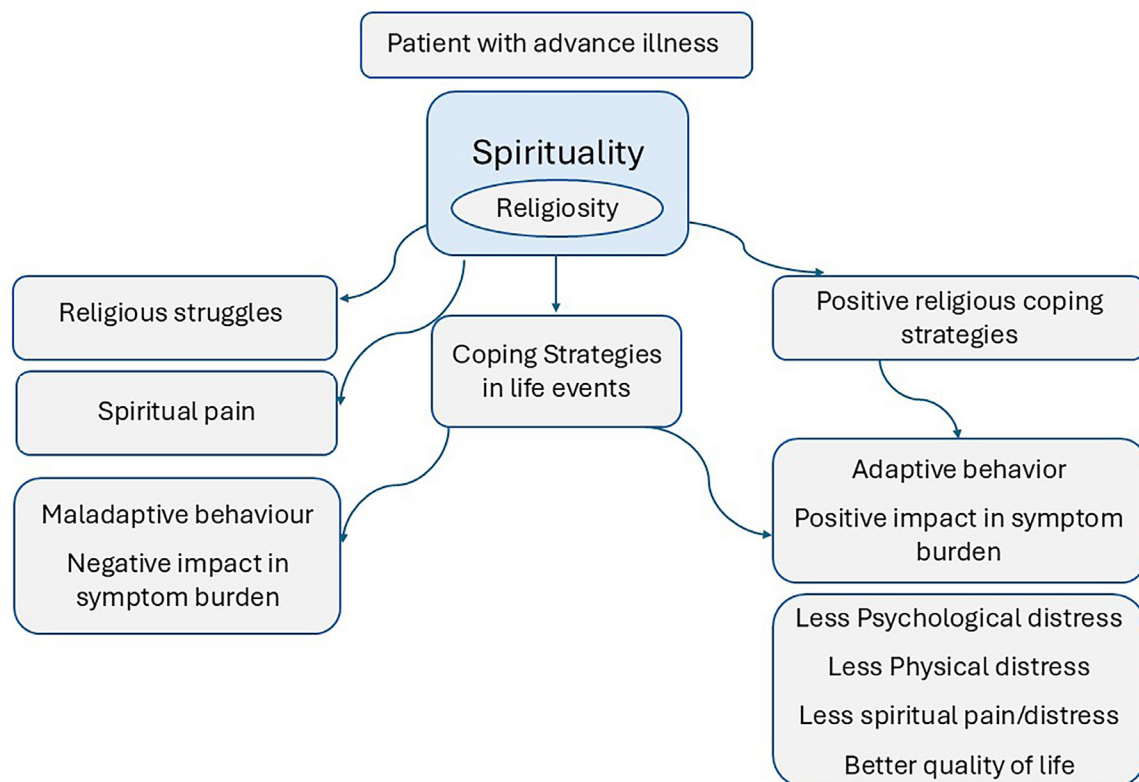 Patient with advance illness
Spirituality
Religiosity
Religious struggles
Spiritual pain
Maladaptive behaviour
Negative impact in
symptom burden
Coping Strategies
in life events
Positive religious coping
strategies
Adaptive behavior
Positive impact in symptom
burden
Less Psychological distress
Less Physical distress
Less spiritual pain/distress
Better quality of life